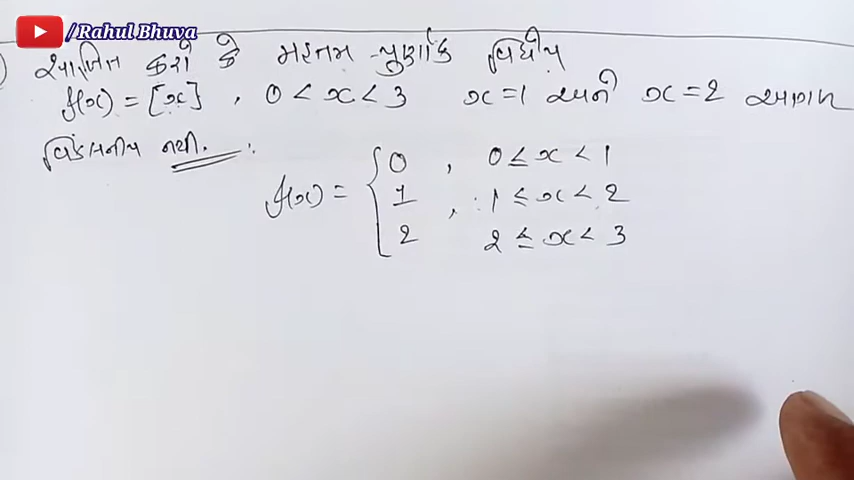 /Rahul Bhuva
સાબિત કરો કે મહત્તમ પૂર્ણાંક વિધેય
f(x) = [x] , 0 < x < 3 x = 1 અને x = 2 આગળ
વિકલનીય નથી.
0 , 0 ≤ x < 1
f(x) = { 1 , 1 ≤ x < 2
2 2 ≤ x < 3